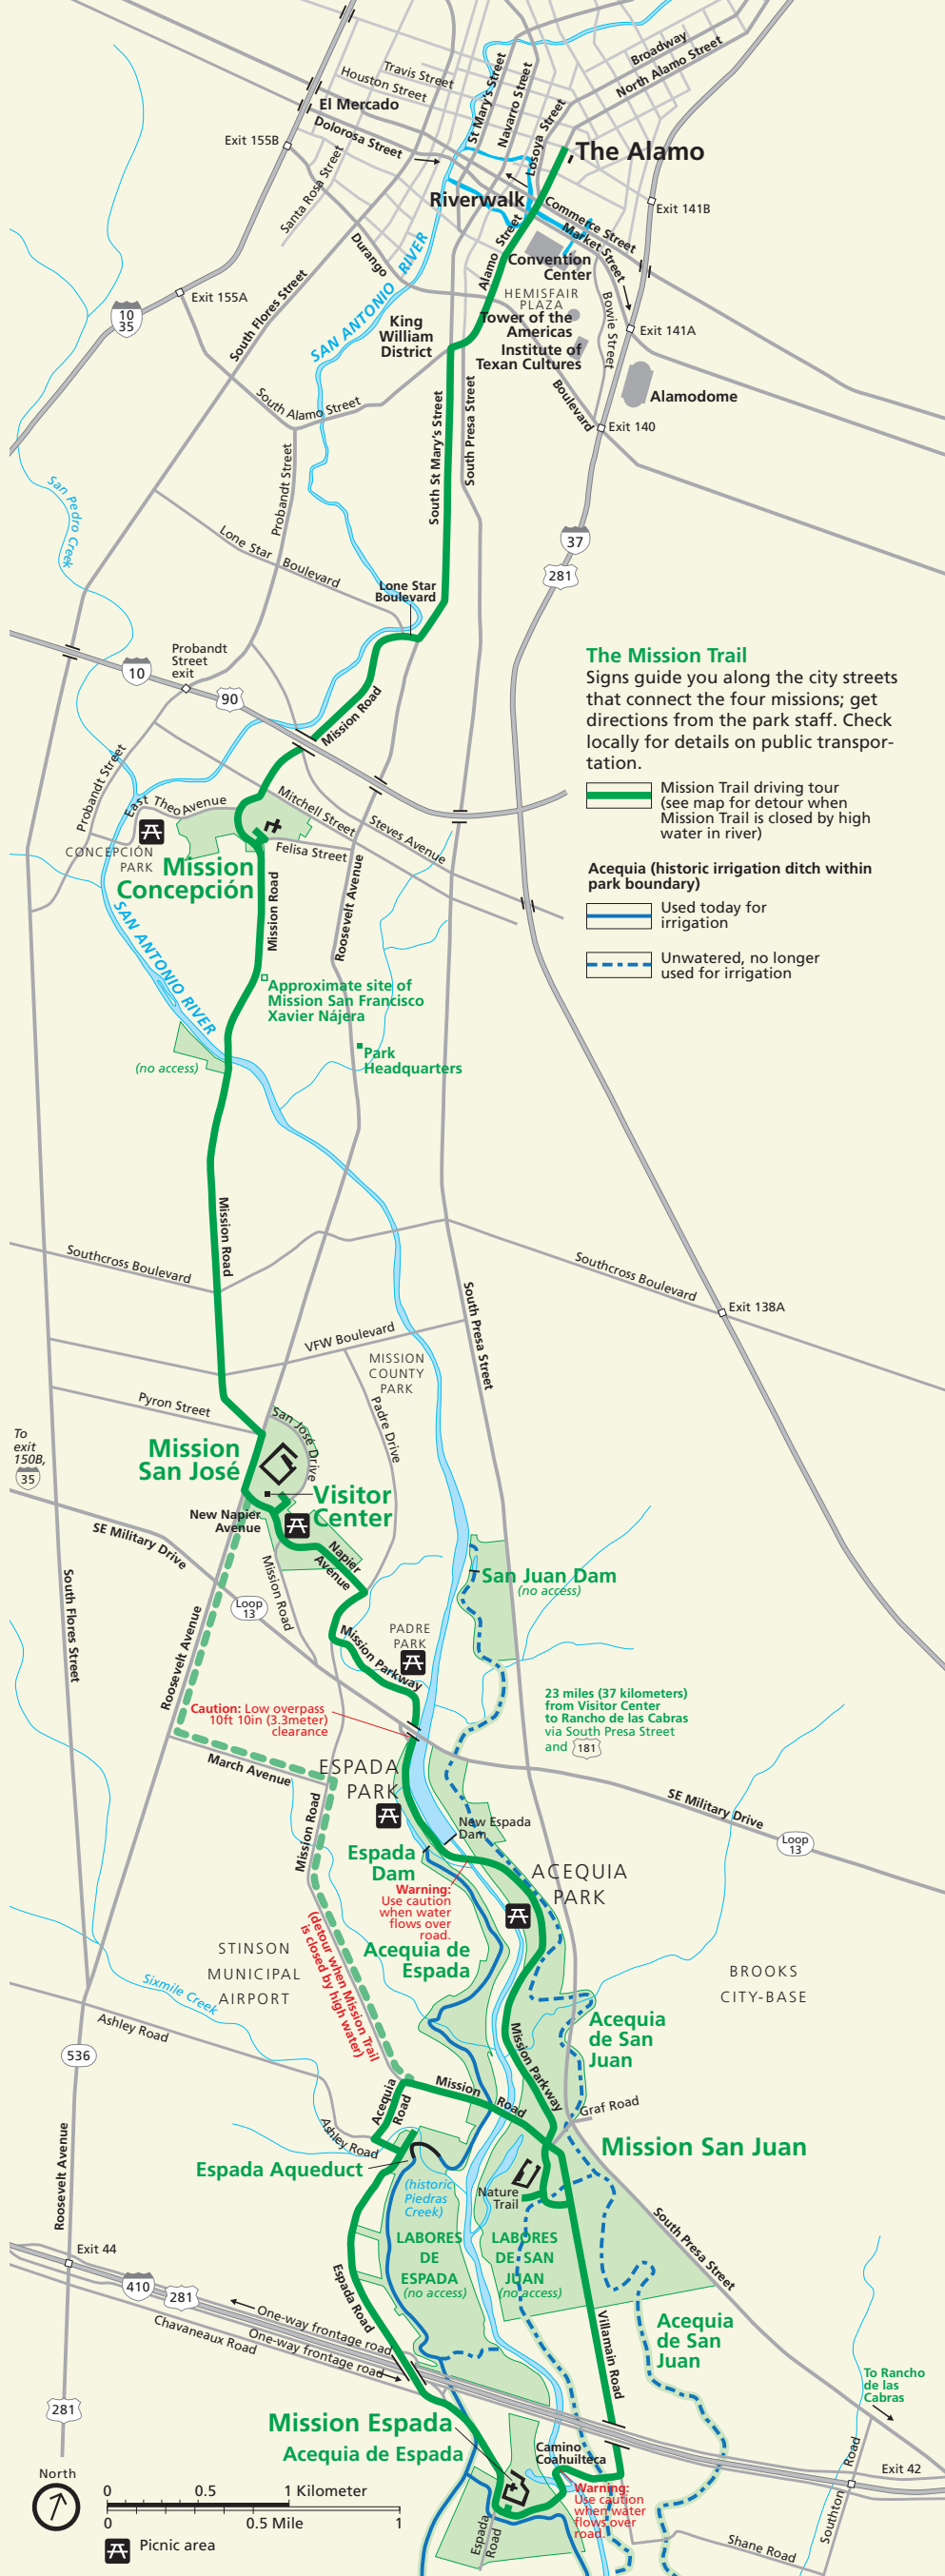 Broadway
North Alamo Street
Travis Street
Houston Street
St Mary's Street
Navarro Street
Losoya Street
El Mercado
Dolorosa Street
Exit 155B
The Alamo
Santa Rosa Street
Riverwalk
Commerce Street
Market Street
Exit 141B
Durango
SAN ANTONIO RIVER
Alamo Street
Convention
Center
HEMISFAIR
PLAZA
Bowie Street
Exit 155A
10
35
South Flores Street
King
William
District
Tower of the
Americas
Institute of
Texan Cultures
Exit 141A
Alamodome
Boulevard
Exit 140
South Alamo Street
South St Mary's Street
South Presa Street
Probandt Street
San Pedro Creek
Lone Star Boulevard
Lone Star
Boulevard
37
281
Probandt
Street
exit
10
90
Mission Road
The Mission Trail
Signs guide you along the city streets
that connect the four missions; get
directions from the park staff. Check
locally for details on public transpor-
tation.
Mission Trail driving tour
(see map for detour when
Mission Trail is closed by high
water in river)
Acequia (historic irrigation ditch within
park boundary)
Used today for
irrigation
Unwatered, no longer
used for irrigation
Probandt Street
East Theo Avenue
Mitchell Street
Steves Avenue
CONCEPCIÓN
PARK
Felisa Street
Mission
Concepción
Mission Road
Roosevelt Avenue
SAN ANTONIO RIVER
Approximate site of
Mission San Francisco
Xavier Nájera
Park
Headquarters
(no access)
Mission Road
Southcross Boulevard
Southcross Boulevard
Exit 138A
South Presa Street
VFW Boulevard
MISSION
COUNTY
PARK
Pyron Street
San José Drive
Padre Drive
To
exit
150B,
35
Mission
San José
Visitor
Center
New Napier
Avenue
SE Military Drive
Napier
Avenue
Mission Road
Loop
13
South Flores Street
San Juan Dam
(no access)
Roosevelt Avenue
PADRE
PARK
Mission Parkway
Caution: Low overpass
10ft 10in (3.3meter)
clearance
23 miles (37 kilometers)
from Visitor Center
to Rancho de las Cabras
via South Presa Street
and 181
March Avenue
ESPADA
PARK
SE Military Drive
Loop
13
Mission Road
New Espada
Dam
Espada
Dam
ACEQUIA
PARK
Warning:
Use caution
when water
flows over
road.
(detour when Mission Trail
is closed by high water)
Acequia de
Espada
STINSON
MUNICIPAL
AIRPORT
BROOKS
CITY-BASE
Sixmile Creek
Ashley Road
Acequia
de San
Juan
Mission Parkway
536
Acequia
Road
Mission Road
Graf Road
Ashley Road
Mission San Juan
Espada Aqueduct
(historic
Piedras
Creek)
Nature
Trail
Roosevelt Avenue
South Presa Street
LABORES
DE
ESPADA
(no access)
LABORES
DE SAN
JUAN
(no access)
Exit 44
410
281
Espada Road
One-way frontage road
One-way frontage road
Chavaneaux Road
Villamain Road
Acequia
de San
Juan
To Rancho
de las
Cabras
281
Mission Espada
Acequia de Espada
Camino
Coahuilteca
Exit 42
Warning:
Use caution
when water
flows over
road.
Espada
Road
Southton Road
Shane Road
North
0 0.5 1 Kilometer
0 0.5 Mile 1
Picnic area